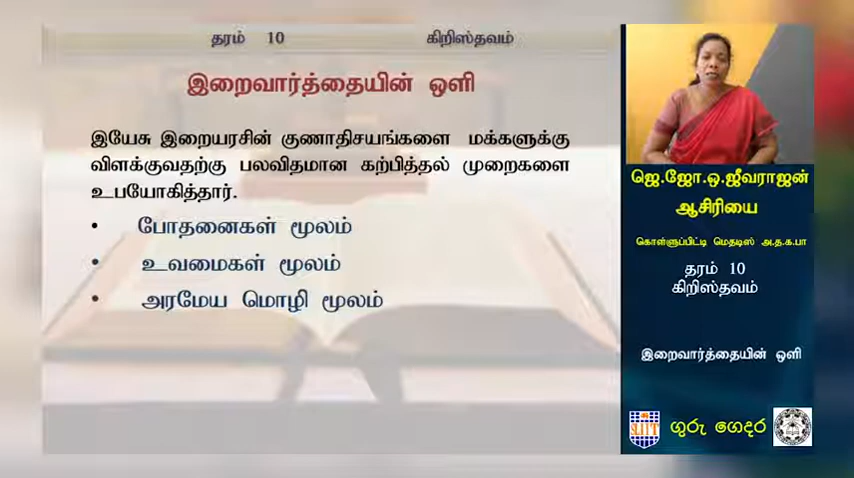 தரம் 10 கிறிஸ்தவம்
இறைவார்த்தையின் ஒளி
இயேசு இறையரசின் குணாதிசயங்களை மக்களுக்கு
விளக்குவதற்கு பலவிதமான கற்பித்தல் முறைகளை
உபயோகித்தார்.
• போதனைகள் மூலம்
• உவமைகள் மூலம்
• அரமேய மொழி மூலம்
ஜெ.ஜோ.ஒ.ஜீவராஜன்
ஆசிரியை
கொள்ளுப்பிட்டி மெதடிஸ் அ.த.க.பா
தரம் 10
கிறிஸ்தவம்
இறைவார்த்தையின் ஒளி
SLIIT
ගුරු ගෙදර